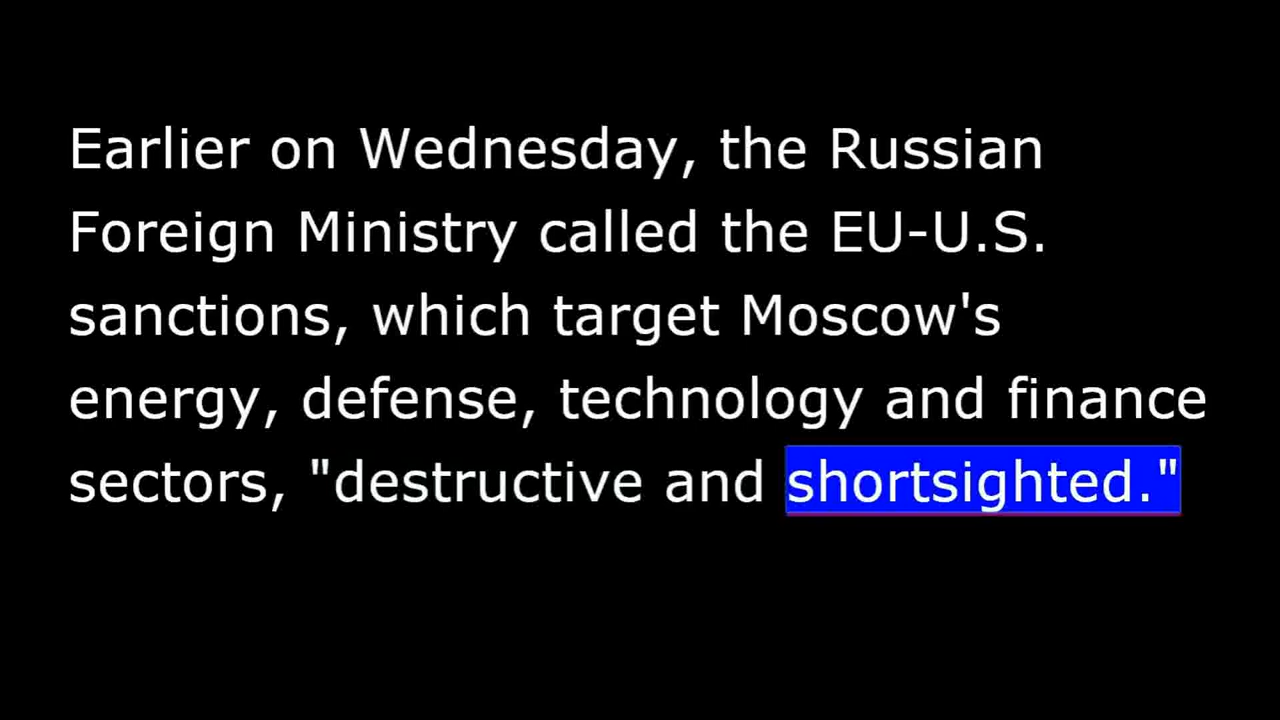 Earlier on Wednesday, the Russian
Foreign Ministry called the EU-U.S.
sanctions, which target Moscow's
energy, defense, technology and finance
sectors, "destructive and shortsighted."